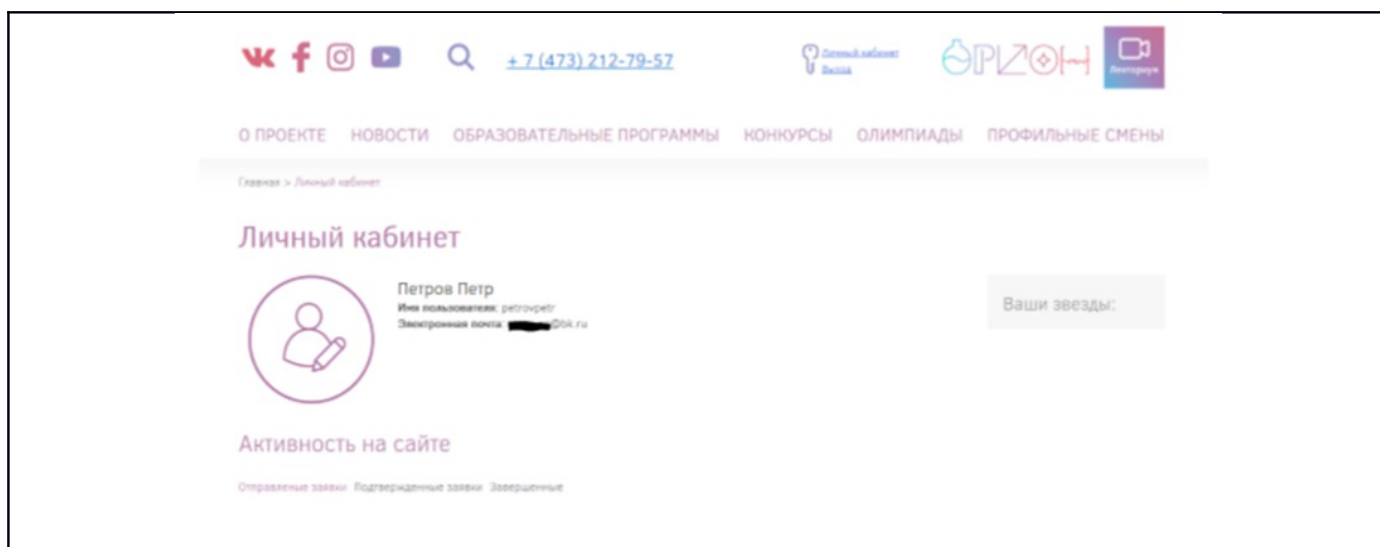 + 7 (473) 212-79-57
Личный кабинет
Выход
ОРИОН
Лекториум
О ПРОЕКТЕ НОВОСТИ ОБРАЗОВАТЕЛЬНЫЕ ПРОГРАММЫ КОНКУРСЫ ОЛИМПИАДЫ ПРОФИЛЬНЫЕ СМЕНЫ
Главная > Личный кабинет
Личный кабинет
Петров Петр
Имя пользователя: petrovpetr
Электронная почта: @bk.ru
Ваши звезды:
Активность на сайте
Отправленые заявки Подтвержденные заявки Завершенные